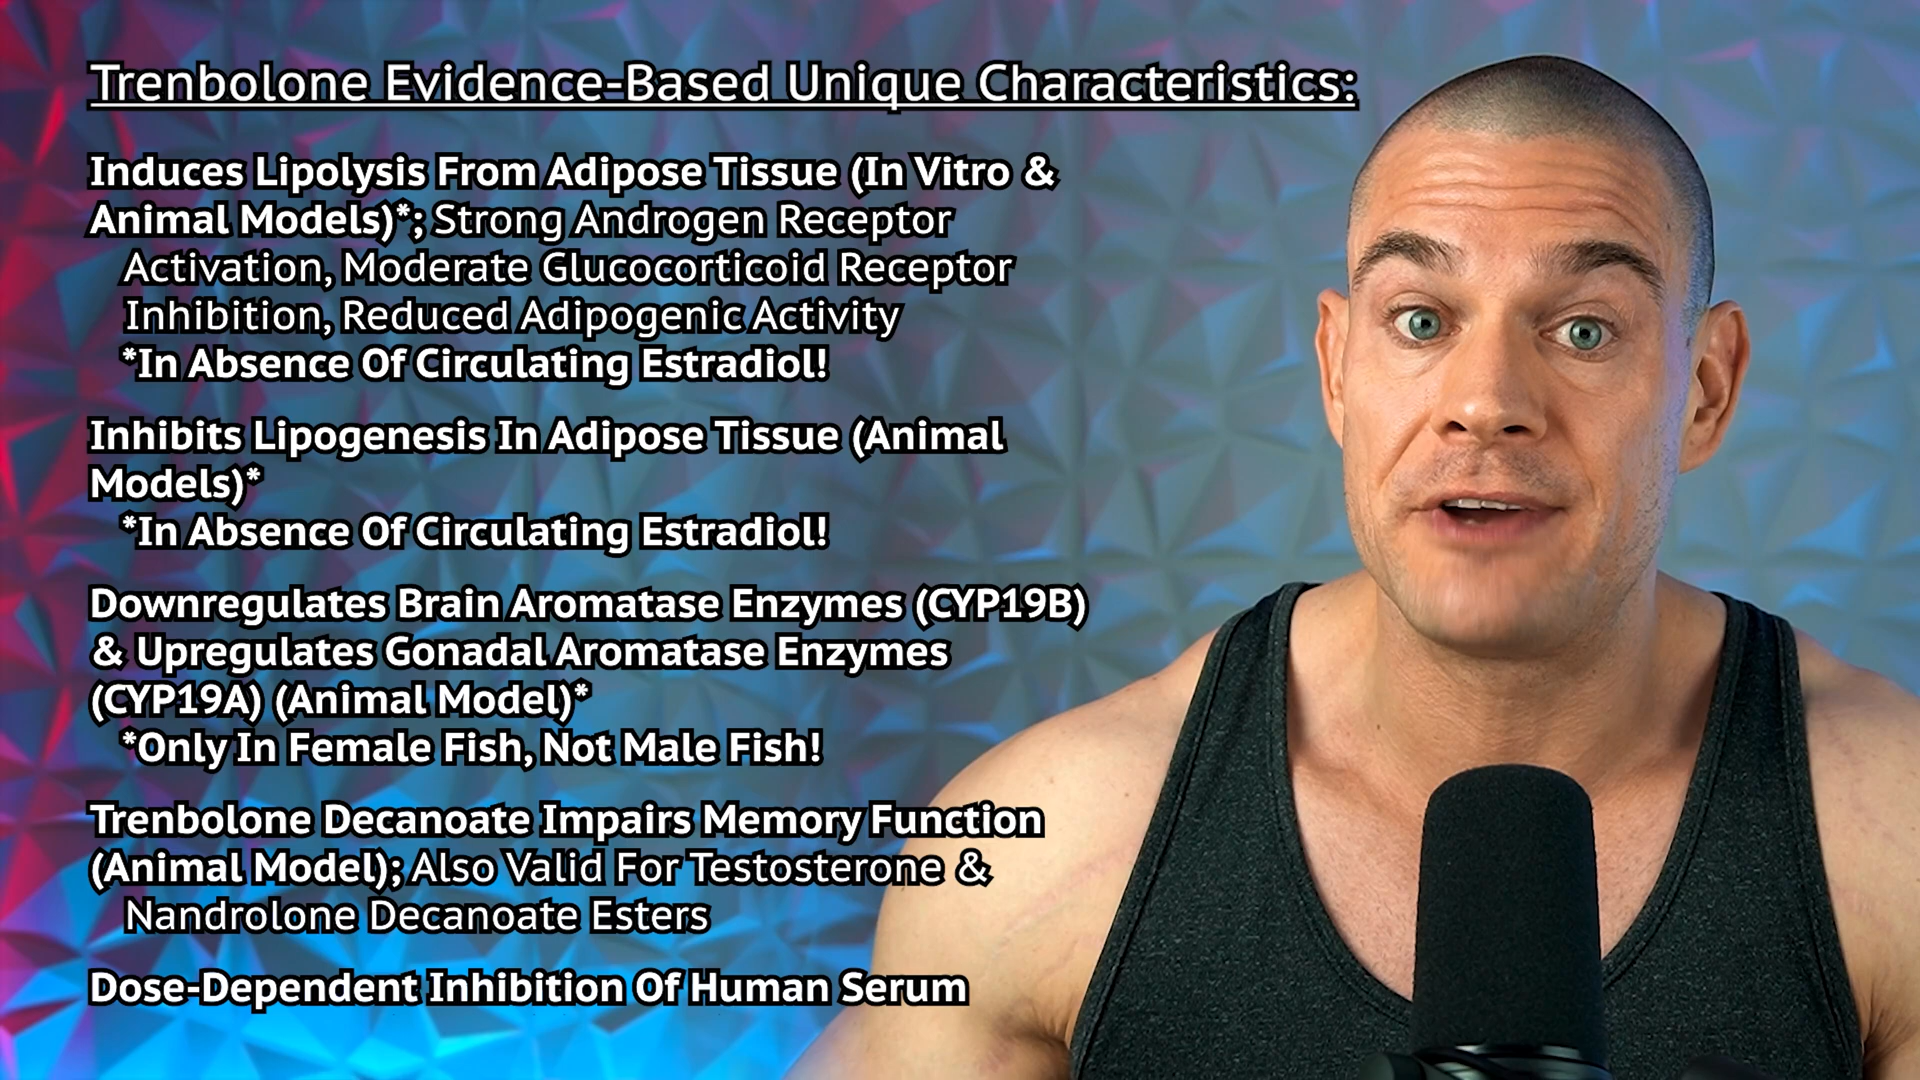 Trenbolone Evidence-Based Unique Characteristics:
Induces Lipolysis From Adipose Tissue (In Vitro &
Animal Models)*; Strong Androgen Receptor
Activation, Moderate Glucocorticoid Receptor
Inhibition, Reduced Adipogenic Activity
*In Absence Of Circulating Estradiol!
Inhibits Lipogenesis In Adipose Tissue (Animal
Models)*
*In Absence Of Circulating Estradiol!
Downregulates Brain Aromatase Enzymes (CYP19B)
& Upregulates Gonadal Aromatase Enzymes
(CYP19A) (Animal Model)*
*Only In Female Fish, Not Male Fish!
Trenbolone Decanoate Impairs Memory Function
(Animal Model); Also Valid For Testosterone &
Nandrolone Decanoate Esters
Dose-Dependent Inhibition Of Human Serum